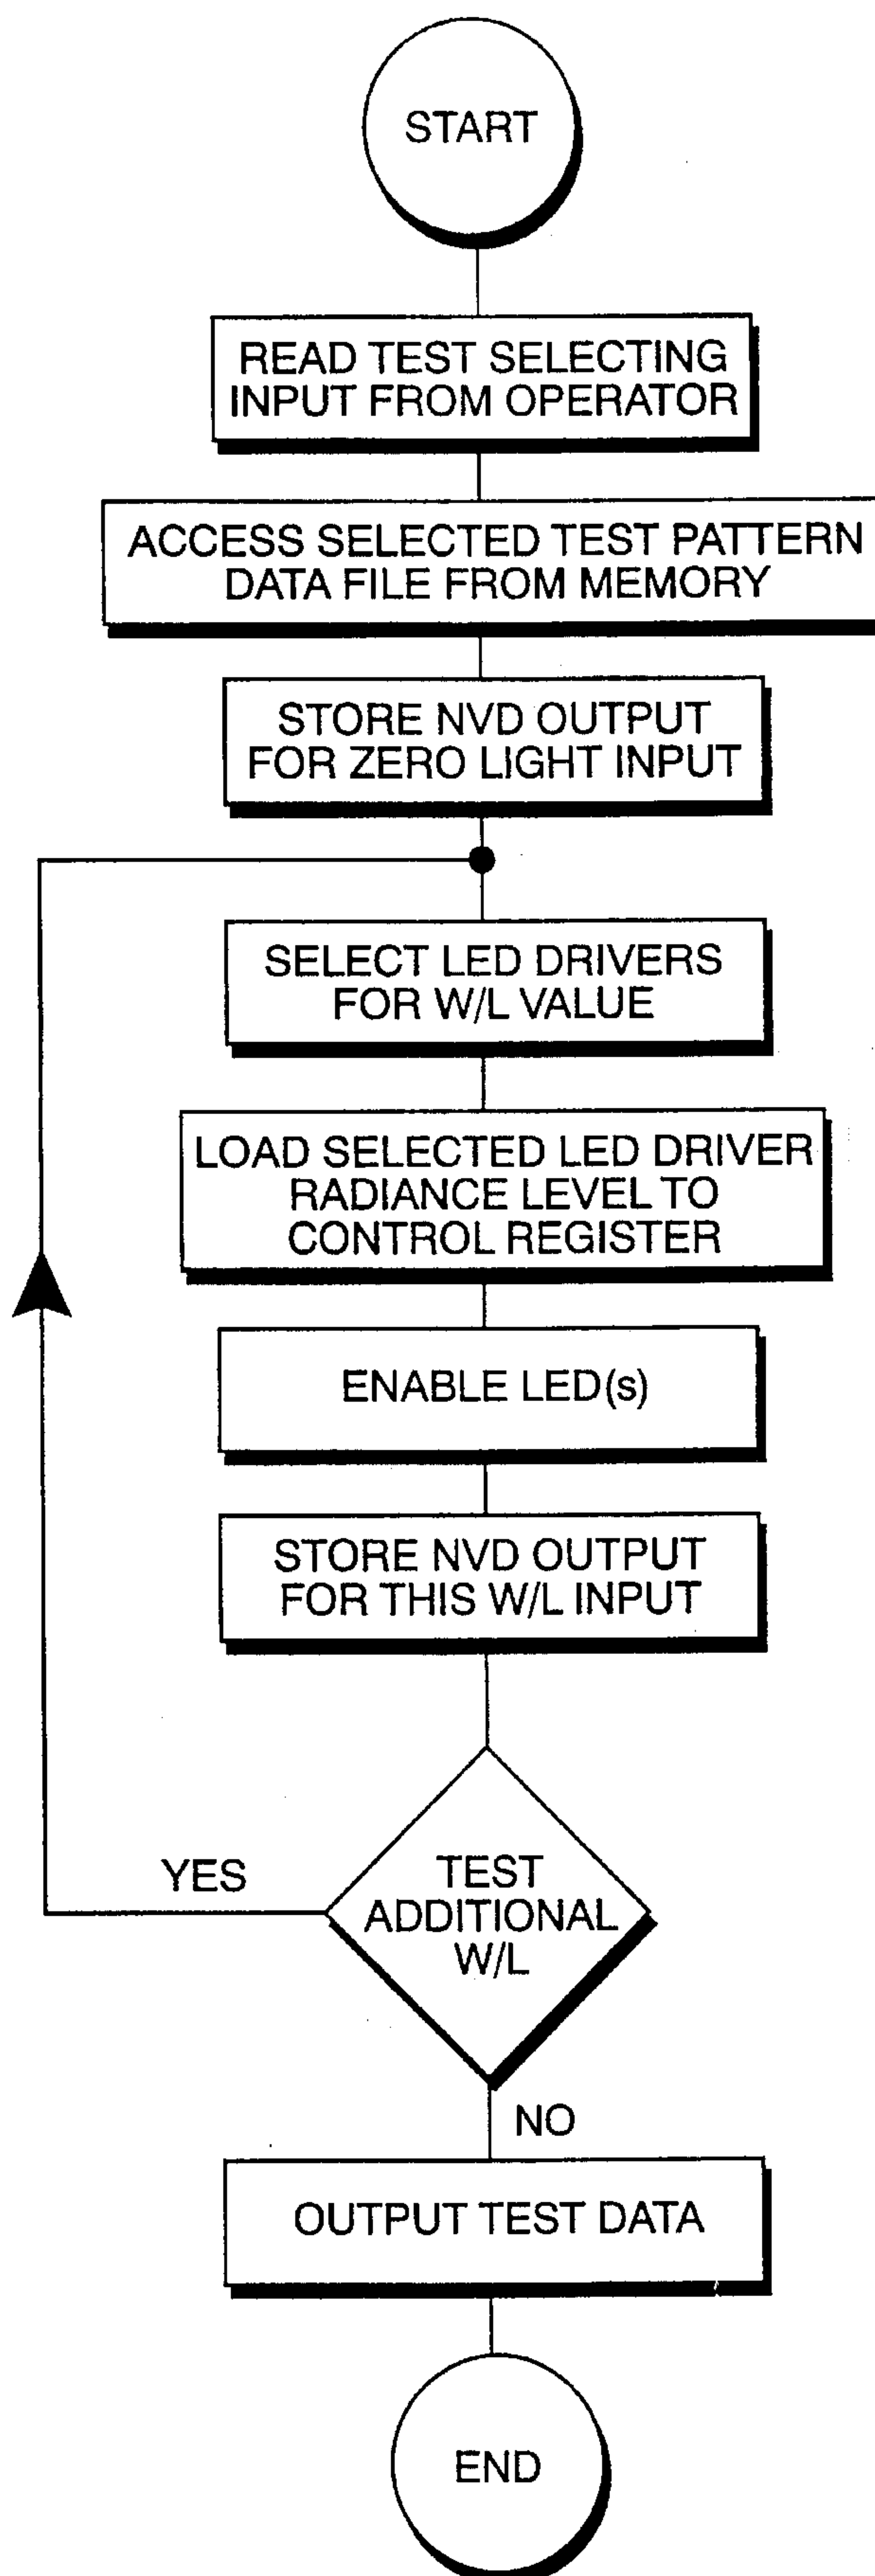 START
READ TEST SELECTING
INPUT FROM OPERATOR
ACCESS SELECTED TEST PATTERN
DATA FILE FROM MEMORY
STORE NVD OUTPUT
FOR ZERO LIGHT INPUT
SELECT LED DRIVERS
FOR W/L VALUE
LOAD SELECTED LED DRIVER
RADIANCE LEVEL TO
CONTROL REGISTER
ENABLE LED(s)
STORE NVD OUTPUT
FOR THIS W/L INPUT
YES
TEST
ADDITIONAL
W/L
NO
OUTPUT TEST DATA
END